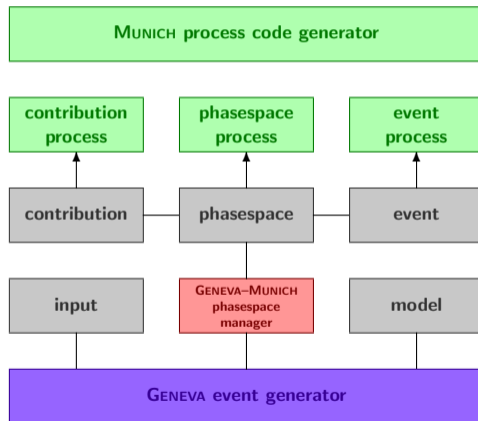 MUNICH process code generator
contribution
process
phasespace
process
event
process
contribution
phasespace
event
input
GENEVA–MUNICH
phasespace
manager
model
GENEVA event generator